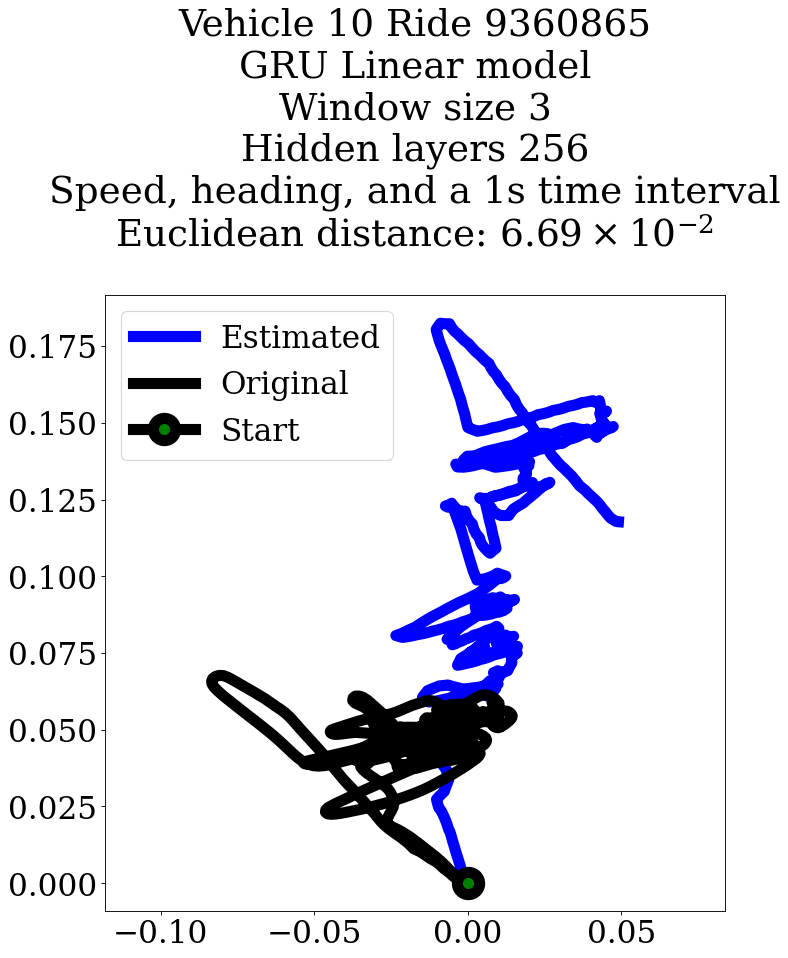 Vehicle 10 Ride 9360865
GRU Linear model
Window size 3
Hidden layers 256
Speed, heading, and a 1s time interval
Euclidean distance: 6.69 × 10⁻²
Estimated
Original
Start
0.175
0.150
0.125
0.100
0.075
0.050
0.025
0.000
−0.10
−0.05
0.00
0.05